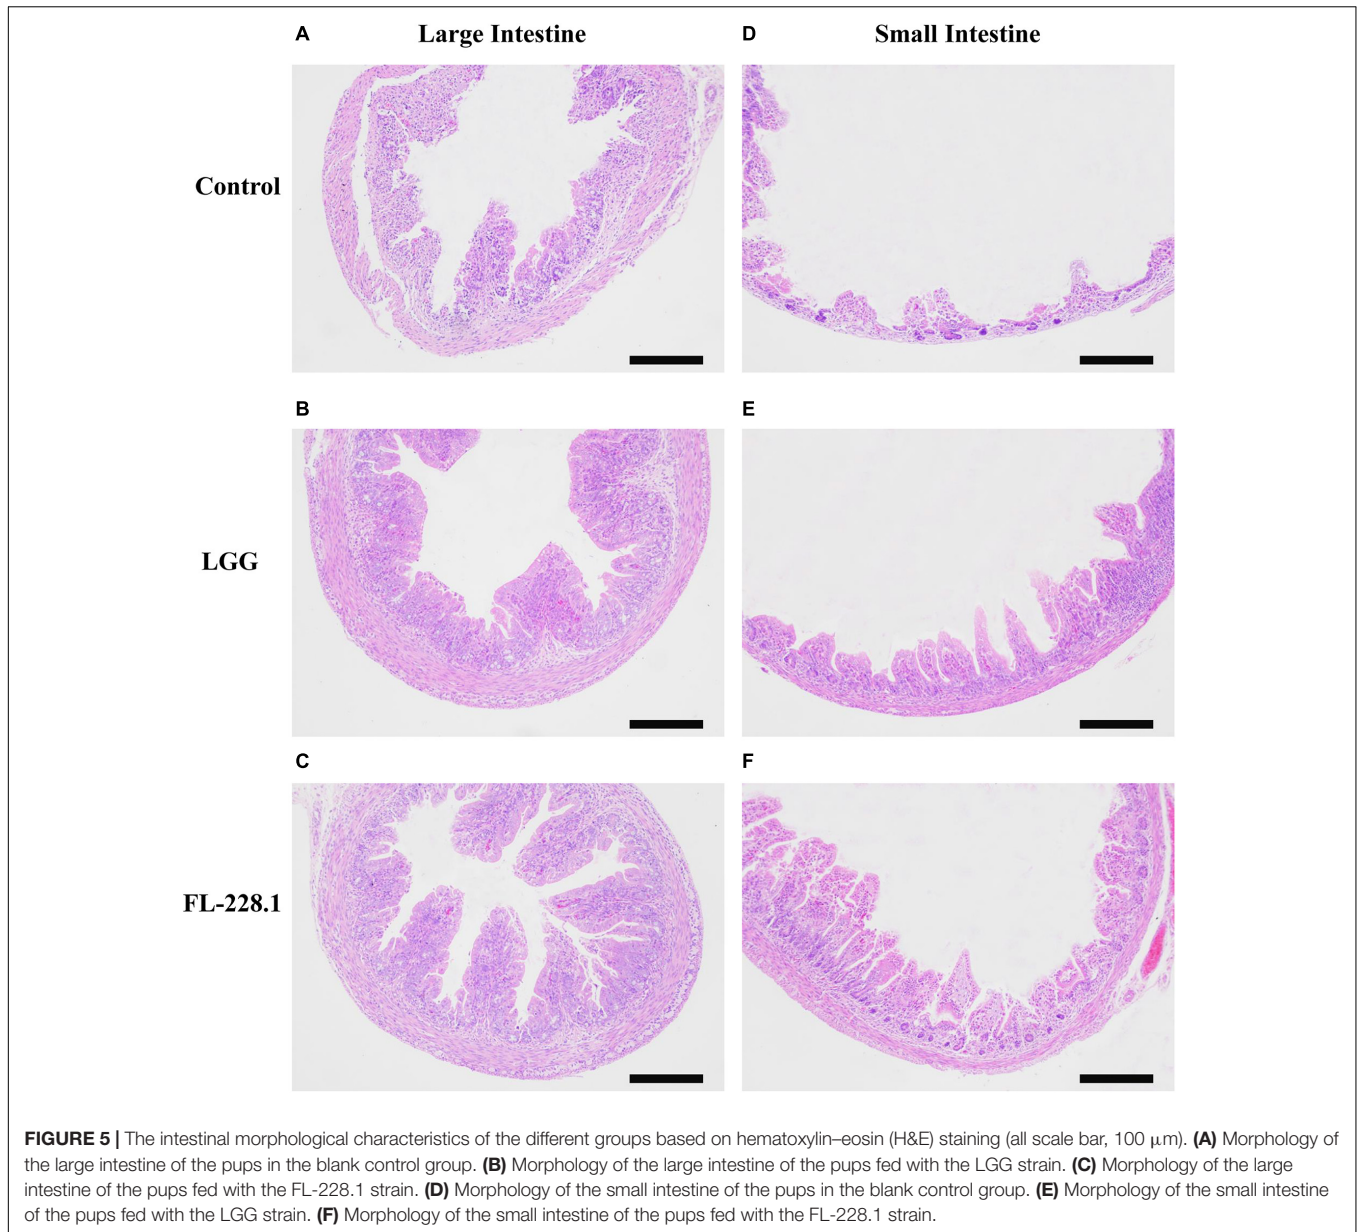 A Large Intestine D Small Intestine
Control
B E
LGG
C F
FL-228.1
FIGURE 5 | The intestinal morphological characteristics of the different groups based on hematoxylin–eosin (H&E) staining (all scale bar, 100 μm). (A) Morphology of
the large intestine of the pups in the blank control group. (B) Morphology of the large intestine of the pups fed with the LGG strain. (C) Morphology of the large
intestine of the pups fed with the FL-228.1 strain. (D) Morphology of the small intestine of the pups in the blank control group. (E) Morphology of the small intestine
of the pups fed with the LGG strain. (F) Morphology of the small intestine of the pups fed with the FL-228.1 strain.